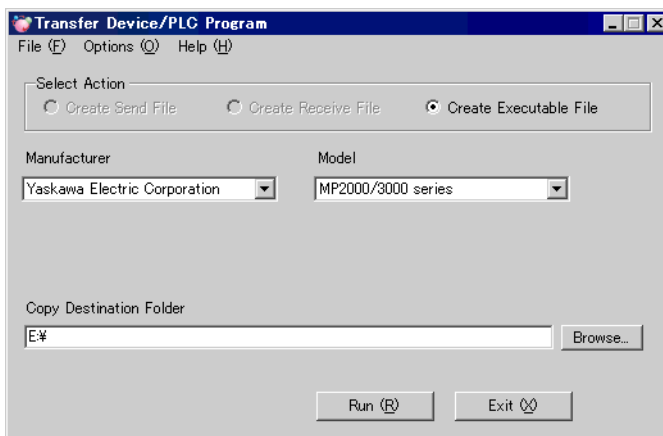 Transfer Device/PLC Program
File (F) Options (O) Help (H)
Select Action
Create Send File Create Receive File Create Executable File
Manufacturer Model
Yaskawa Electric Corporation MP2000/3000 series
Copy Destination Folder
E:¥
Browse...
Run (R) Exit (X)